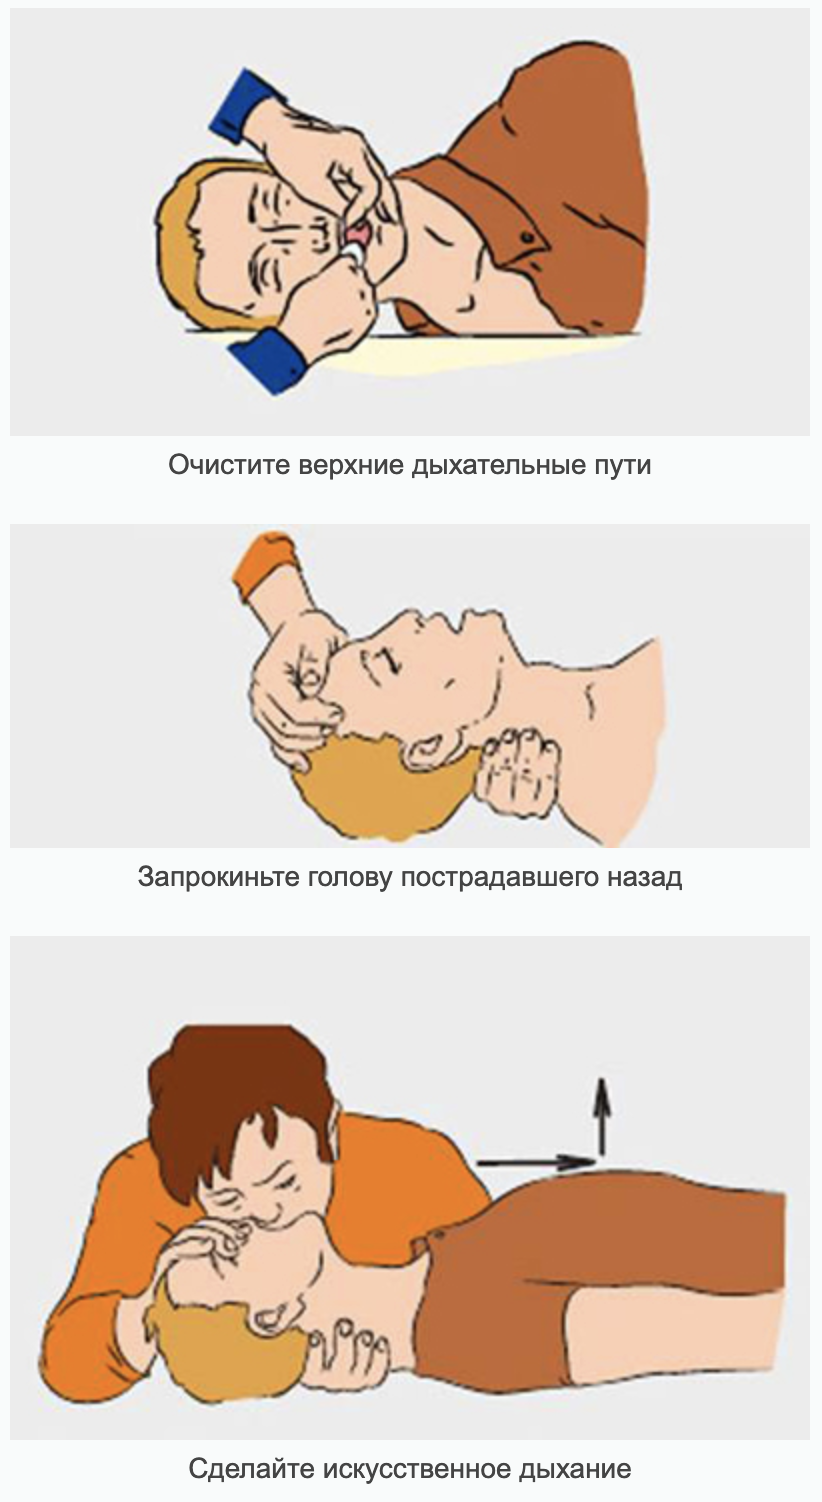 Очистите верхние дыхательные пути
Запрокиньте голову пострадавшего назад
Сделайте искусственное дыхание